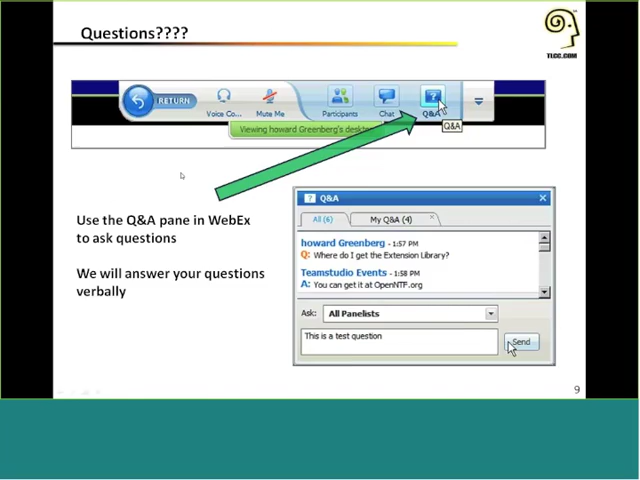 Questions????
TLCC.COM
RETURN
Voice Co...
Mute Me
Participants
Chat
Q&A
Viewing howard Greenberg's desktop
Q&A
Use the Q&A pane in WebEx
to ask questions
We will answer your questions
verbally
Q&A
All (6)
My Q&A (4)
howard Greenberg - 1:57 PM
Q: Where do I get the Extension Library?
Teamstudio Events - 1:58 PM
A: You can get it at OpenNTF.org
Ask: All Panelists
This is a test question
Send
9